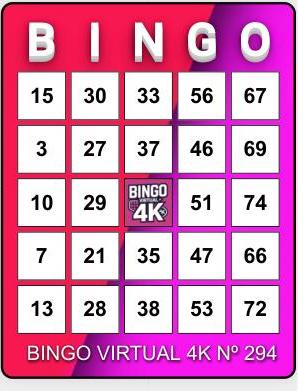 B I N G O
15 30 33 56 67
3 27 37 46 69
10 29 BINGO VIRTUAL 4K 51 74
7 21 35 47 66
13 28 38 53 72
BINGO VIRTUAL 4K Nº 294